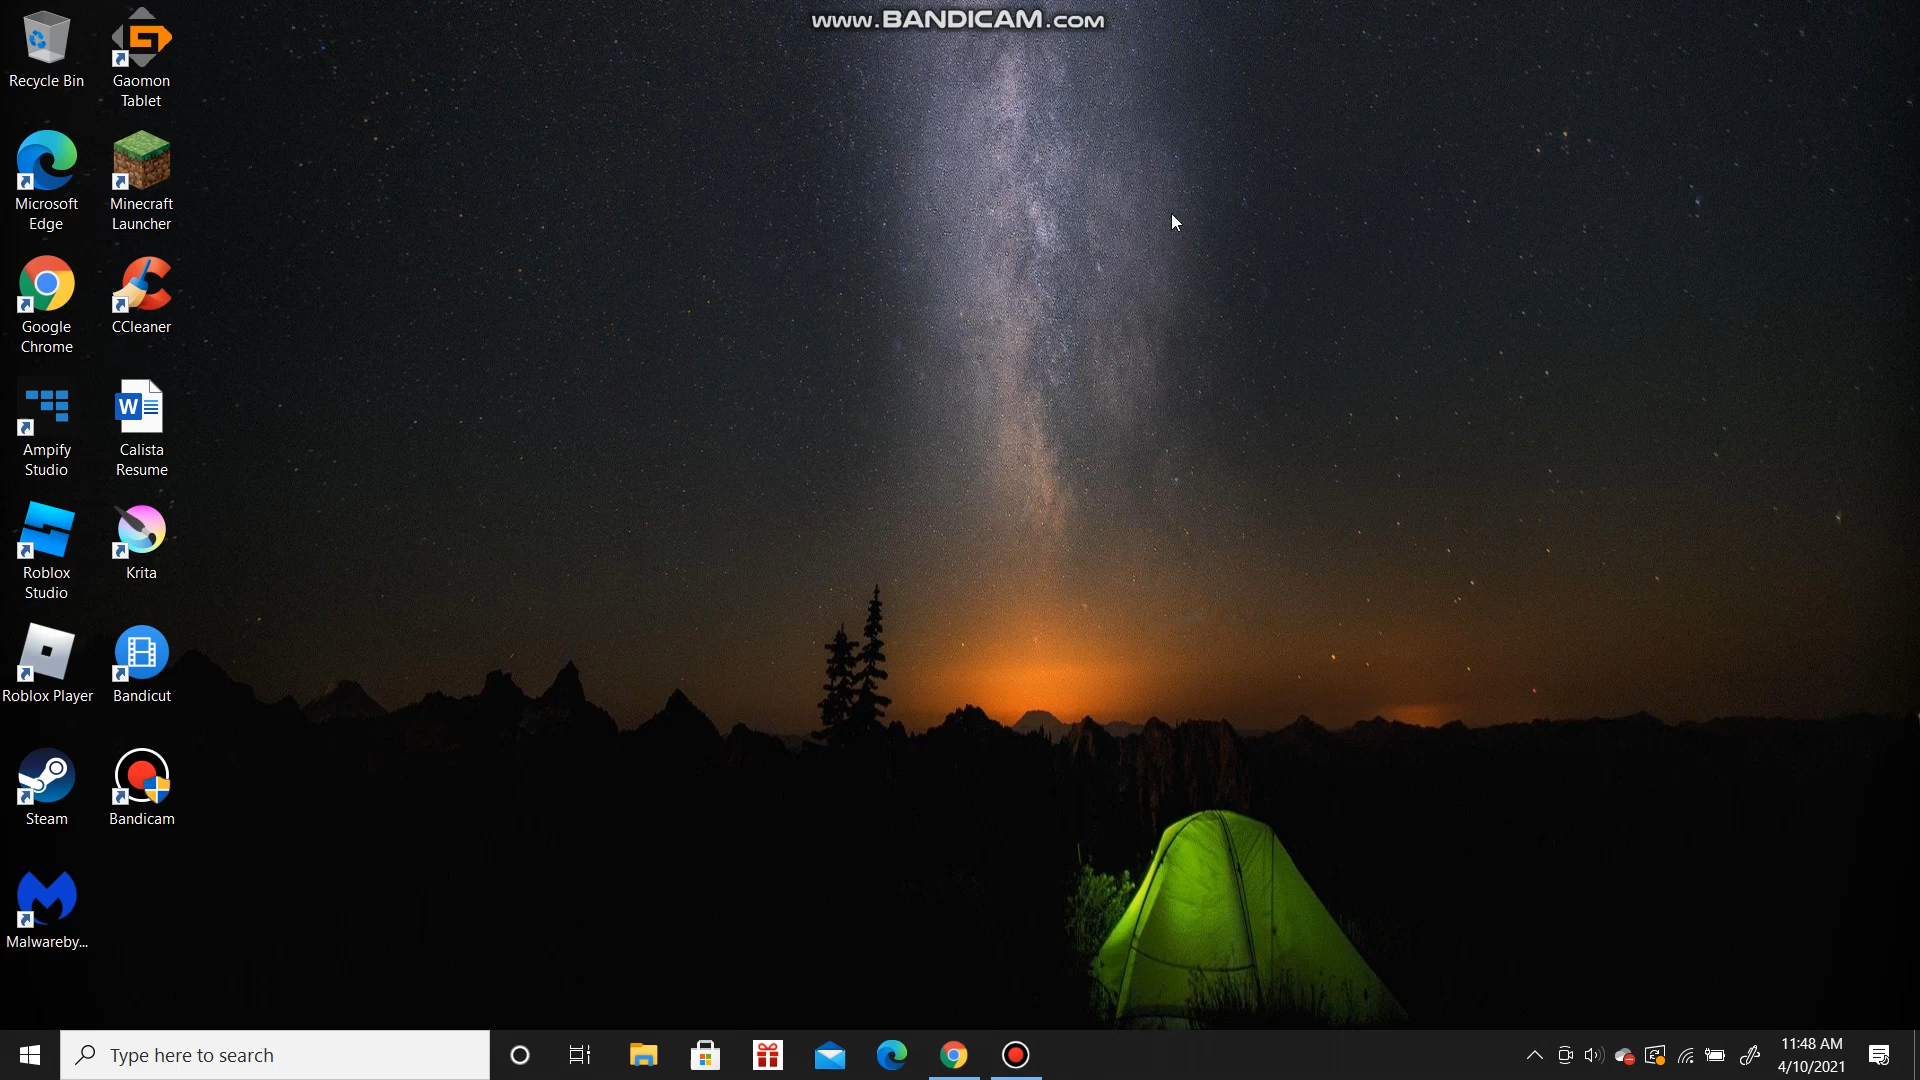 www.BANDICAM.com
Recycle Bin
Gaomon
Tablet
Microsoft
Edge
Minecraft
Launcher
Google
Chrome
CCleaner
Ampify
Studio
W
Calista
Resume
Roblox
Studio
Krita
Roblox Player
Bandicut
Steam
Bandicam
Malwareby...
Type here to search
11:48 AM
4/10/2021